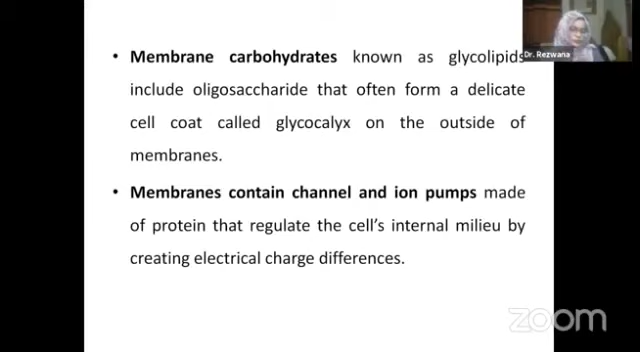 Dr. Rezwana
• Membrane carbohydrates known as glycolipids
include oligosaccharide that often form a delicate
cell coat called glycocalyx on the outside of
membranes.
• Membranes contain channel and ion pumps made
of protein that regulate the cell's internal milieu by
creating electrical charge differences.
zoom